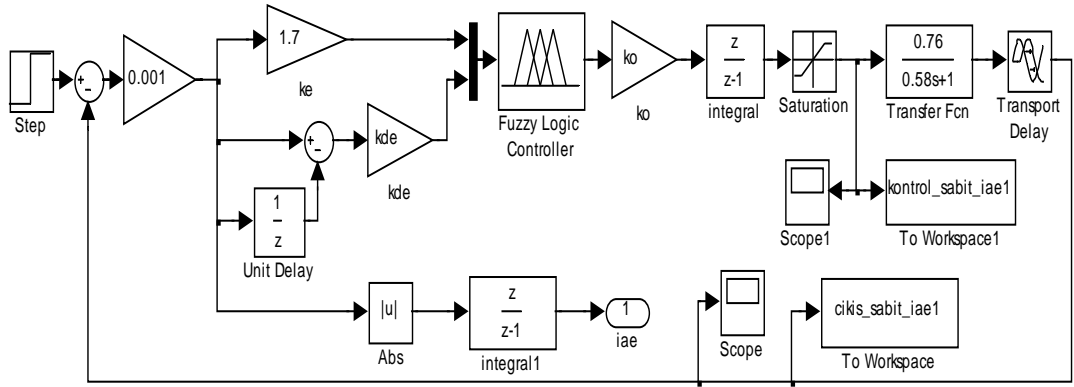 Step
+
-
0.001
1.7
ke
+
-
kde
kde
1
z
Unit Delay
Fuzzy Logic
Controller
ko
ko
z
z-1
integral
Saturation
0.76
0.58s+1
Transfer Fcn
Transport
Delay
Scope1
kontrol_sabit_iae1
To Workspace1
|u|
Abs
z
z-1
integral1
1
iae
Scope
cikis_sabit_iae1
To Workspace